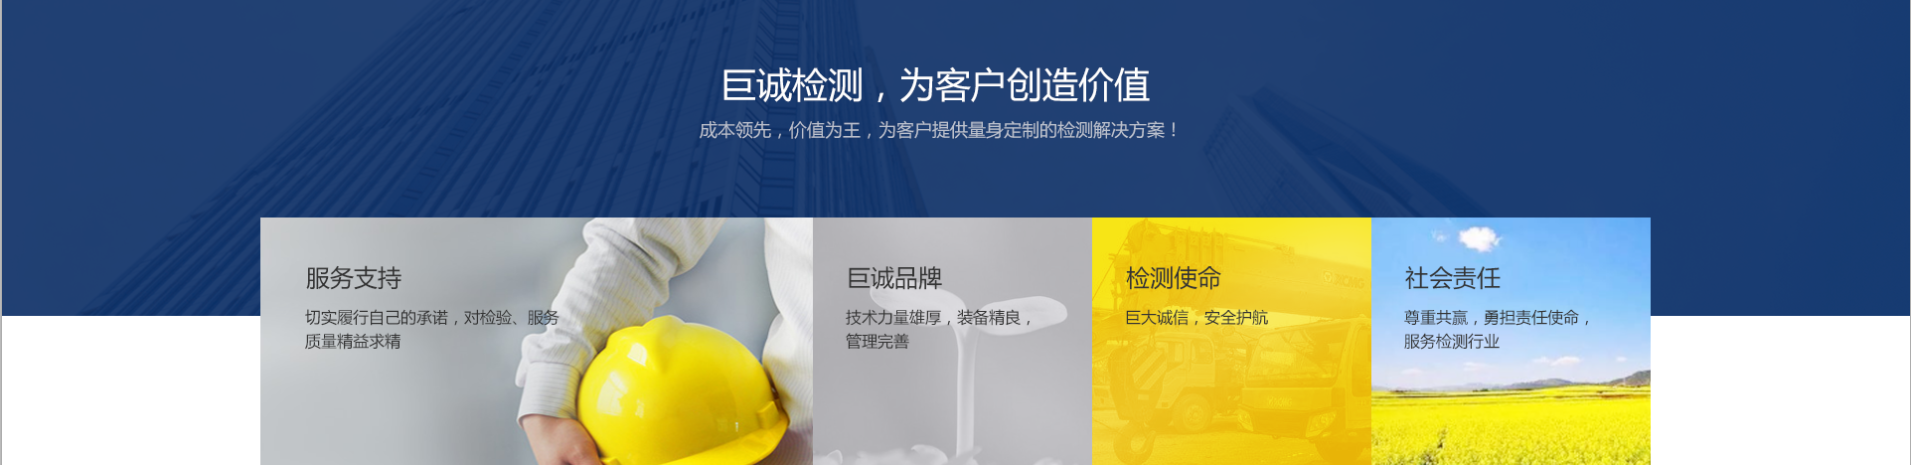 巨诚检测，为客户创造价值
成本领先，价值为王，为客户提供量身定制的检测解决方案！
服务支持
切实履行自己的承诺，对检验、服务
质量精益求精
巨诚品牌
技术力量雄厚，装备精良，
管理完善
检测使命
巨大诚信，安全护航
XCMG
社会责任
尊重共赢，勇担责任使命，
服务检测行业